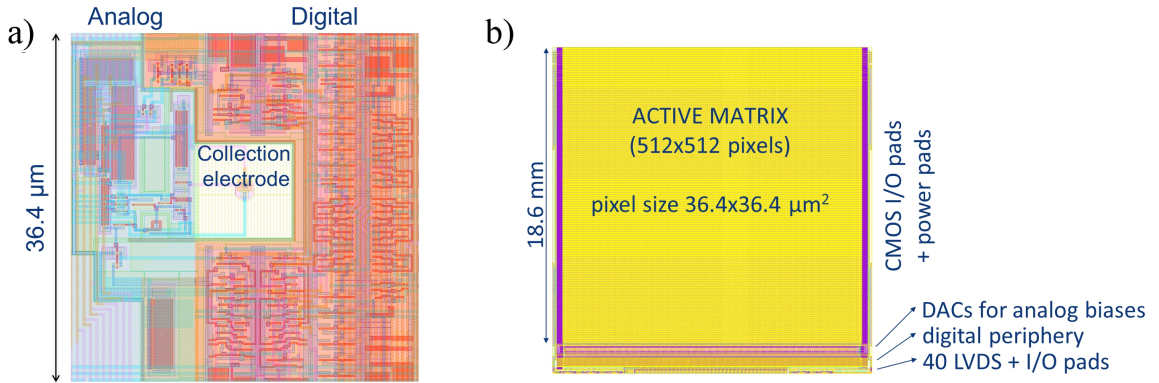 a)
Analog
Digital
36.4 μm
Collection
electrode
b)
18.6 mm
ACTIVE MATRIX
(512x512 pixels)
pixel size 36.4x36.4 μm²
CMOS I/O pads
+ power pads
DACs for analog biases
digital periphery
40 LVDS + I/O pads